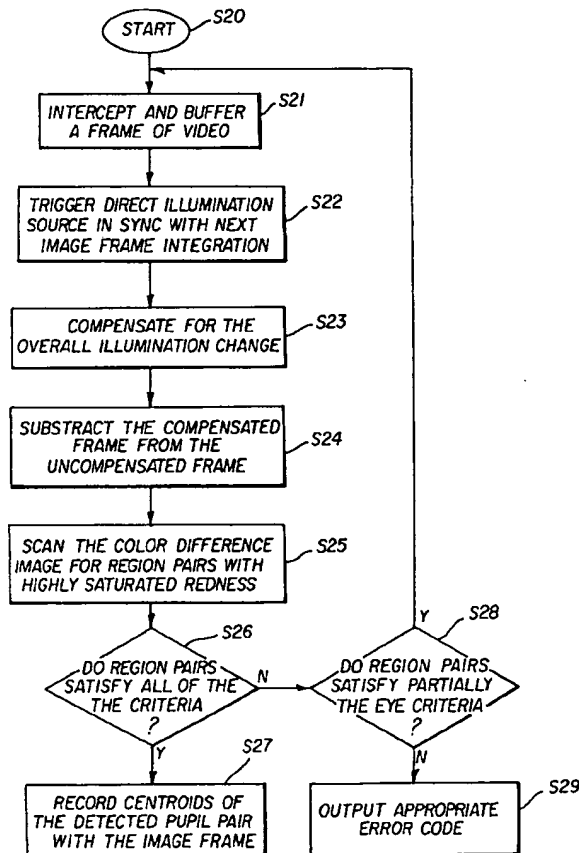 START
S20
INTERCEPT AND BUFFER
A FRAME OF VIDEO
S21
TRIGGER DIRECT ILLUMINATION
SOURCE IN SYNC WITH NEXT
IMAGE FRAME INTEGRATION
S22
COMPENSATE FOR THE
OVERALL ILLUMINATION CHANGE
S23
SUBSTRACT THE COMPENSATED
FRAME FROM THE
UNCOMPENSATED FRAME
S24
SCAN THE COLOR DIFFERENCE
IMAGE FOR REGION PAIRS WITH
HIGHLY SATURATED REDNESS
S25
S26
DO REGION PAIRS
SATISFY ALL OF THE
THE CRITERIA
?
N
Y
S28
Y
DO REGION PAIRS
SATISFY PARTIALLY
THE EYE CRITERIA
?
N
S27
RECORD CENTROIDS OF
THE DETECTED PUPIL PAIR
WITH THE IMAGE FRAME
S29
OUTPUT APPROPRIATE
ERROR CODE